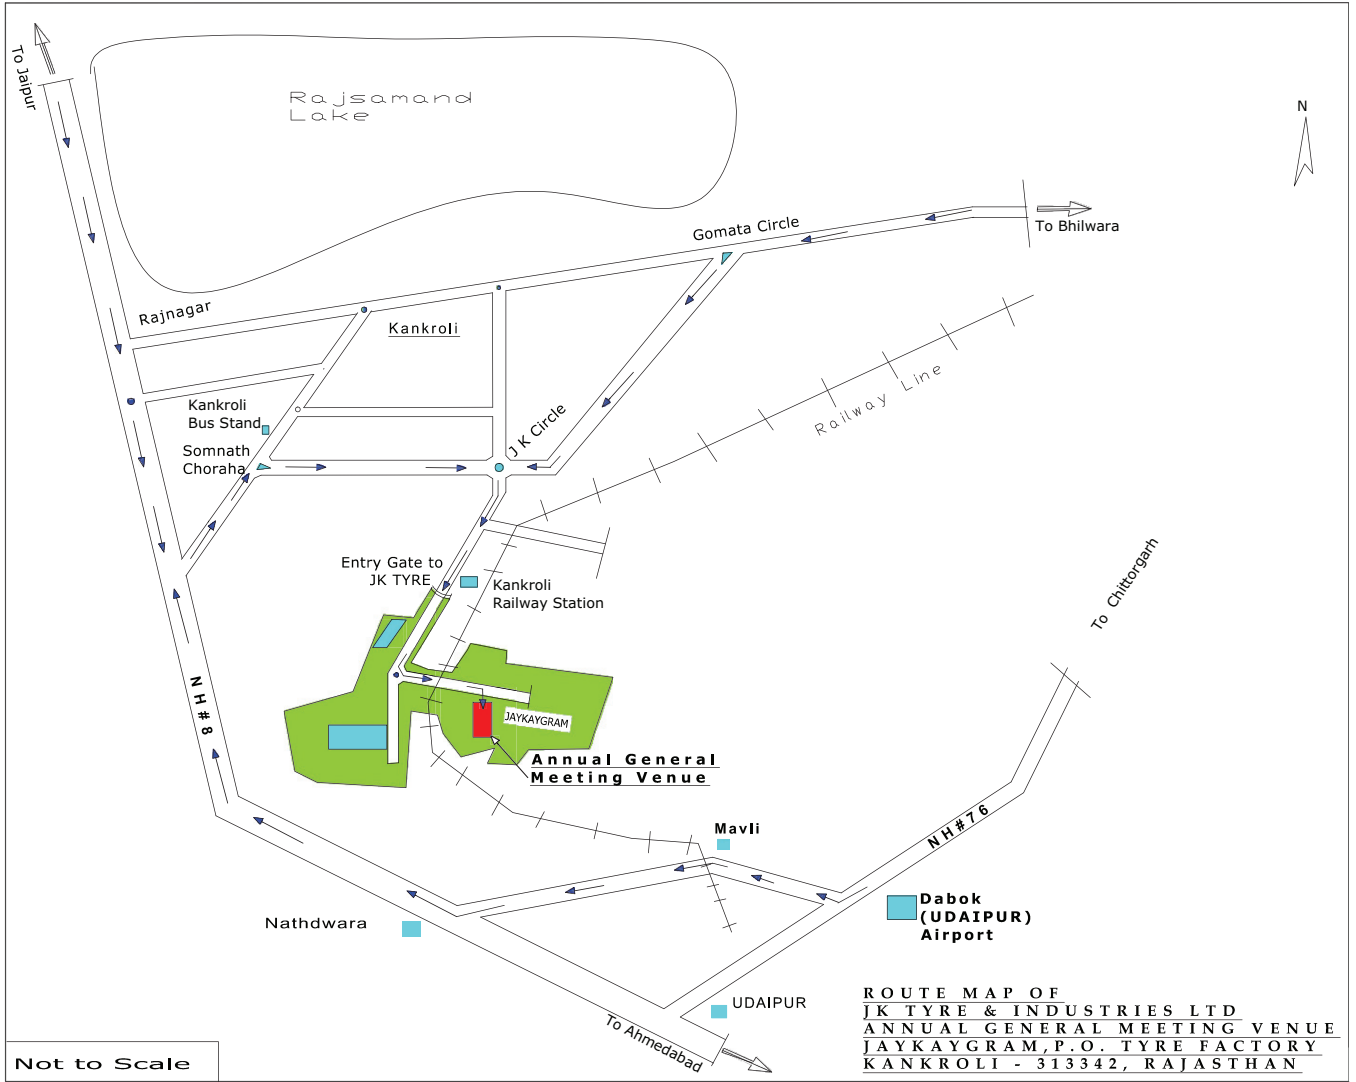 To Jaipur
Rajsamand
Lake
N
Gomata Circle
To Bhilwara
Rajnagar
Kankroli
Railway Line
Kankroli
Bus Stand
J K Circle
Somnath
Choraha
Entry Gate to
JK TYRE
Kankroli
Railway Station
To Chittorgarh
NH#8
JAYKAYGRAM
Annual General
Meeting Venue
Mavli
NH#76
Nathdwara
Dabok
(UDAIPUR)
Airport
UDAIPUR
To Ahmedabad
ROUTE MAP OF
JK TYRE & INDUSTRIES LTD
ANNUAL GENERAL MEETING VENUE
JAYKAYGRAM, P.O. TYRE FACTORY
KANKROLI - 313342, RAJASTHAN
Not to Scale